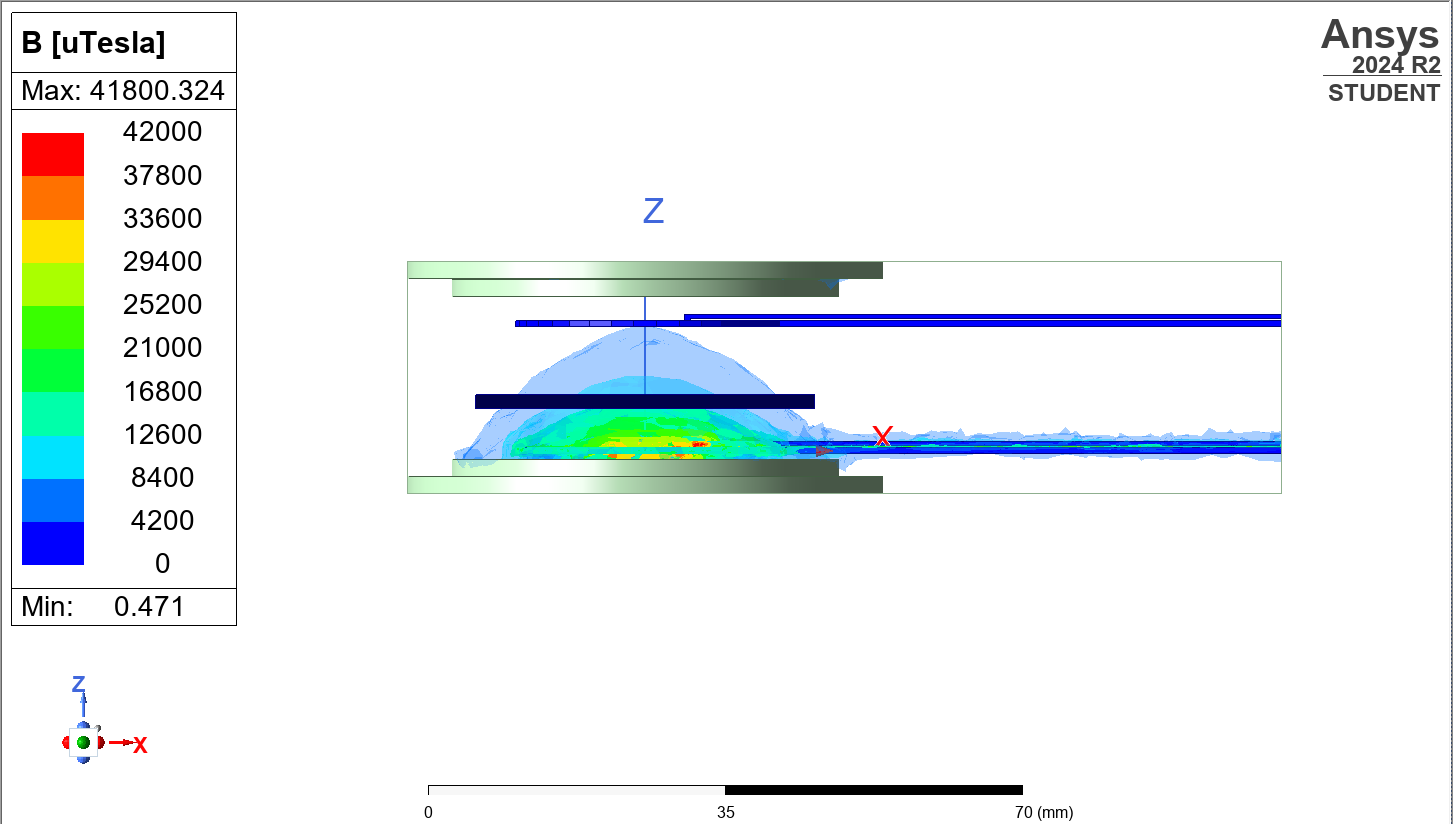 B [uTesla]
Max: 41800.324
42000
37800
33600
29400
25200
21000
16800
12600
8400
4200
0
Min: 0.471
Ansys
2024 R2
STUDENT
Z
X
Z
X
0 35 70 (mm)